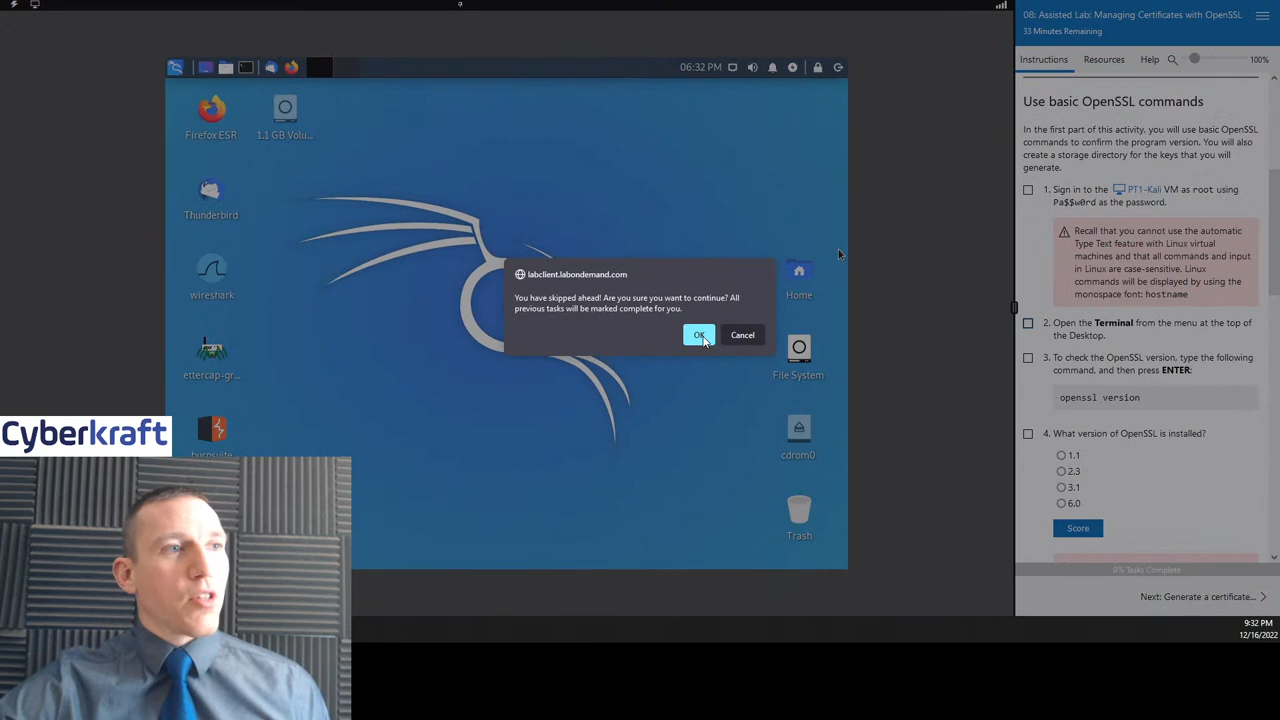 08: Assisted Lab: Managing Certificates with OpenSSL
33 Minutes Remaining
Instructions
Resources
Help
100%
06:32 PM
Firefox ESR
1.1 GB Volu...
Thunderbird
wireshark
ettercap-gr...
burpsuite
Home
File System
cdrom0
Trash
labclient.labondemand.com
You have skipped ahead! Are you sure you want to continue? All
previous tasks will be marked complete for you.
OK
Cancel
Use basic OpenSSL commands
In the first part of this activity, you will use basic OpenSSL
commands to confirm the program version. You will also
create a storage directory for the keys that you will
generate.
1. Sign in to the PT1-Kali VM as root using
Pa$$w0rd as the password.
Recall that you cannot use the automatic
Type Text feature with Linux virtual
machines and that all commands and input
in Linux are case-sensitive. Linux
commands will be displayed by using the
monospace font: hostname
2. Open the Terminal from the menu at the top of
the Desktop.
3. To check the OpenSSL version, type the following
command, and then press ENTER:
openssl version
4. What version of OpenSSL is installed?
1.1
2.3
3.1
6.0
Score
0% Tasks Complete
Next: Generate a certificate...
9:32 PM
12/16/2022
Cyberkraft